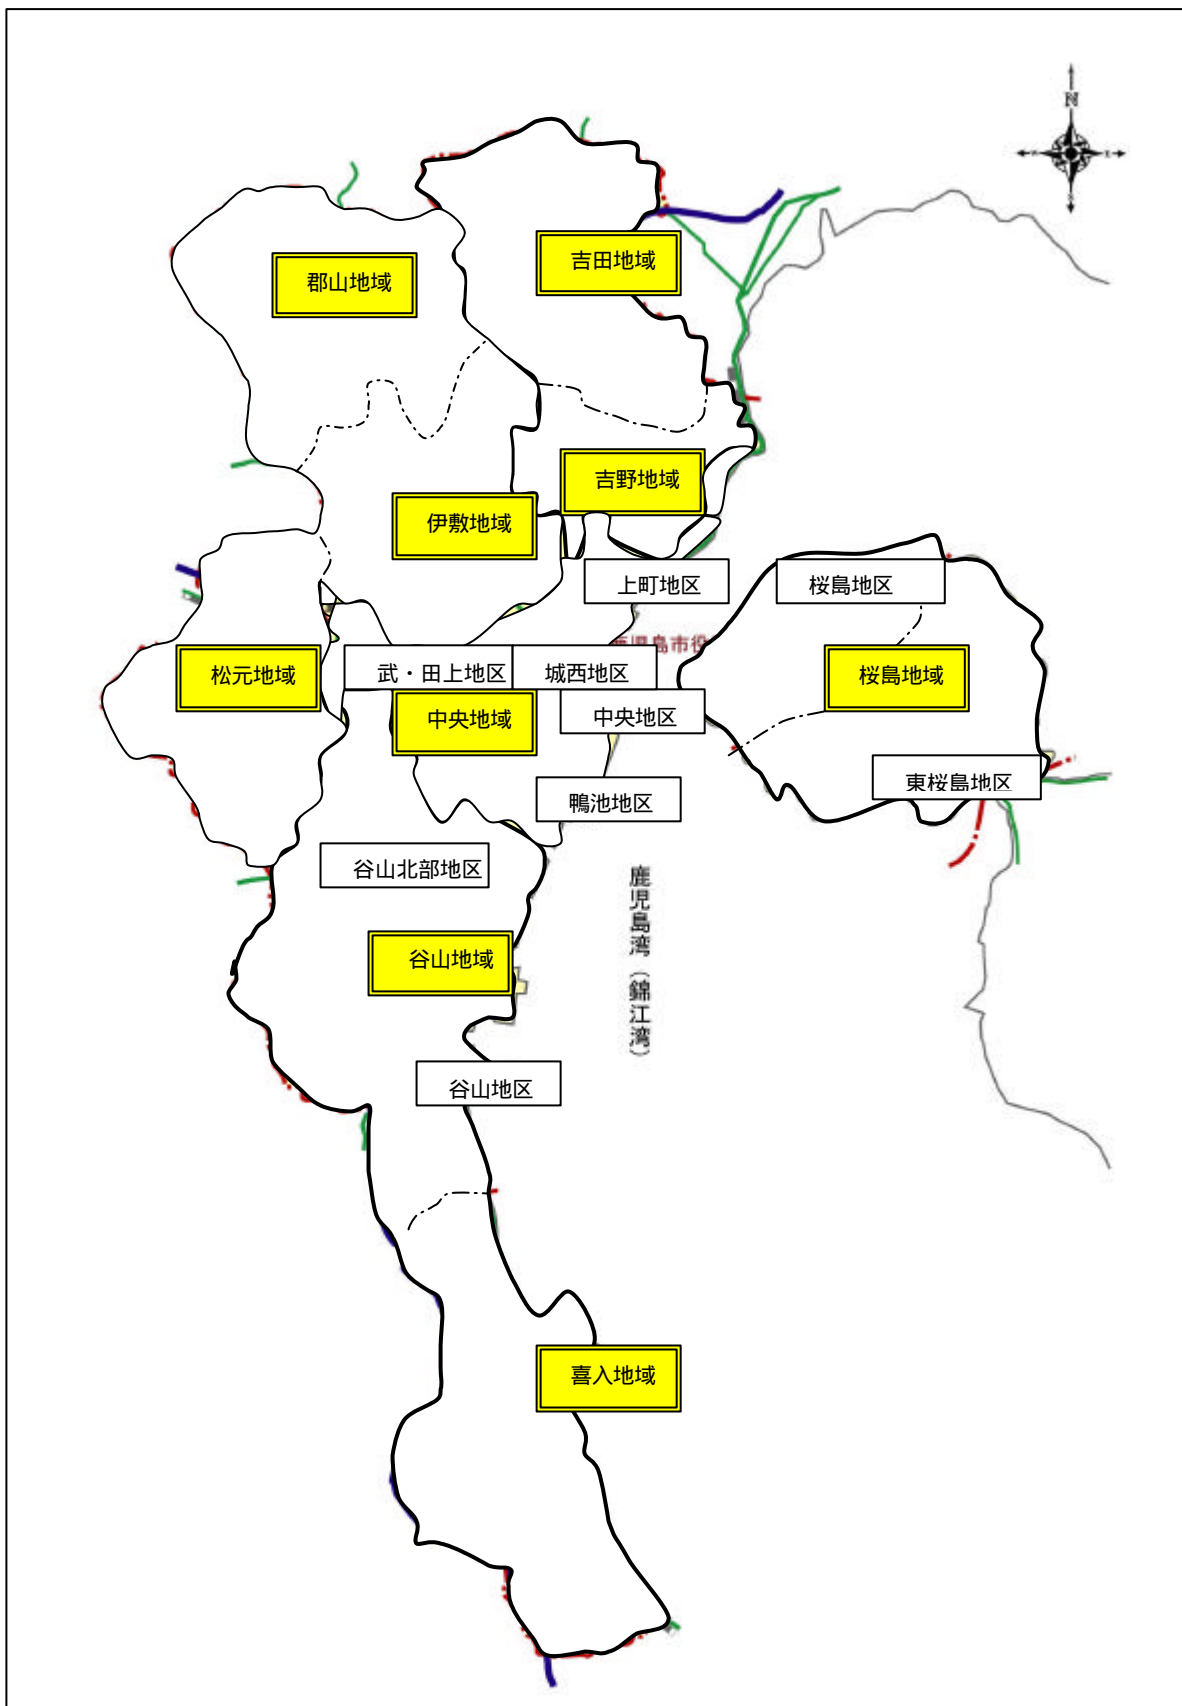 N
吉田地域
郡山地域
吉野地域
伊敷地域
上町地区
桜島地区
児島市役
松元地域
武・田上地区
城西地区
桜島地域
中央地域
中央地区
東桜島地区
鴨池地区
谷山北部地区
鹿児島湾（錦江湾）
谷山地域
谷山地区
喜入地域